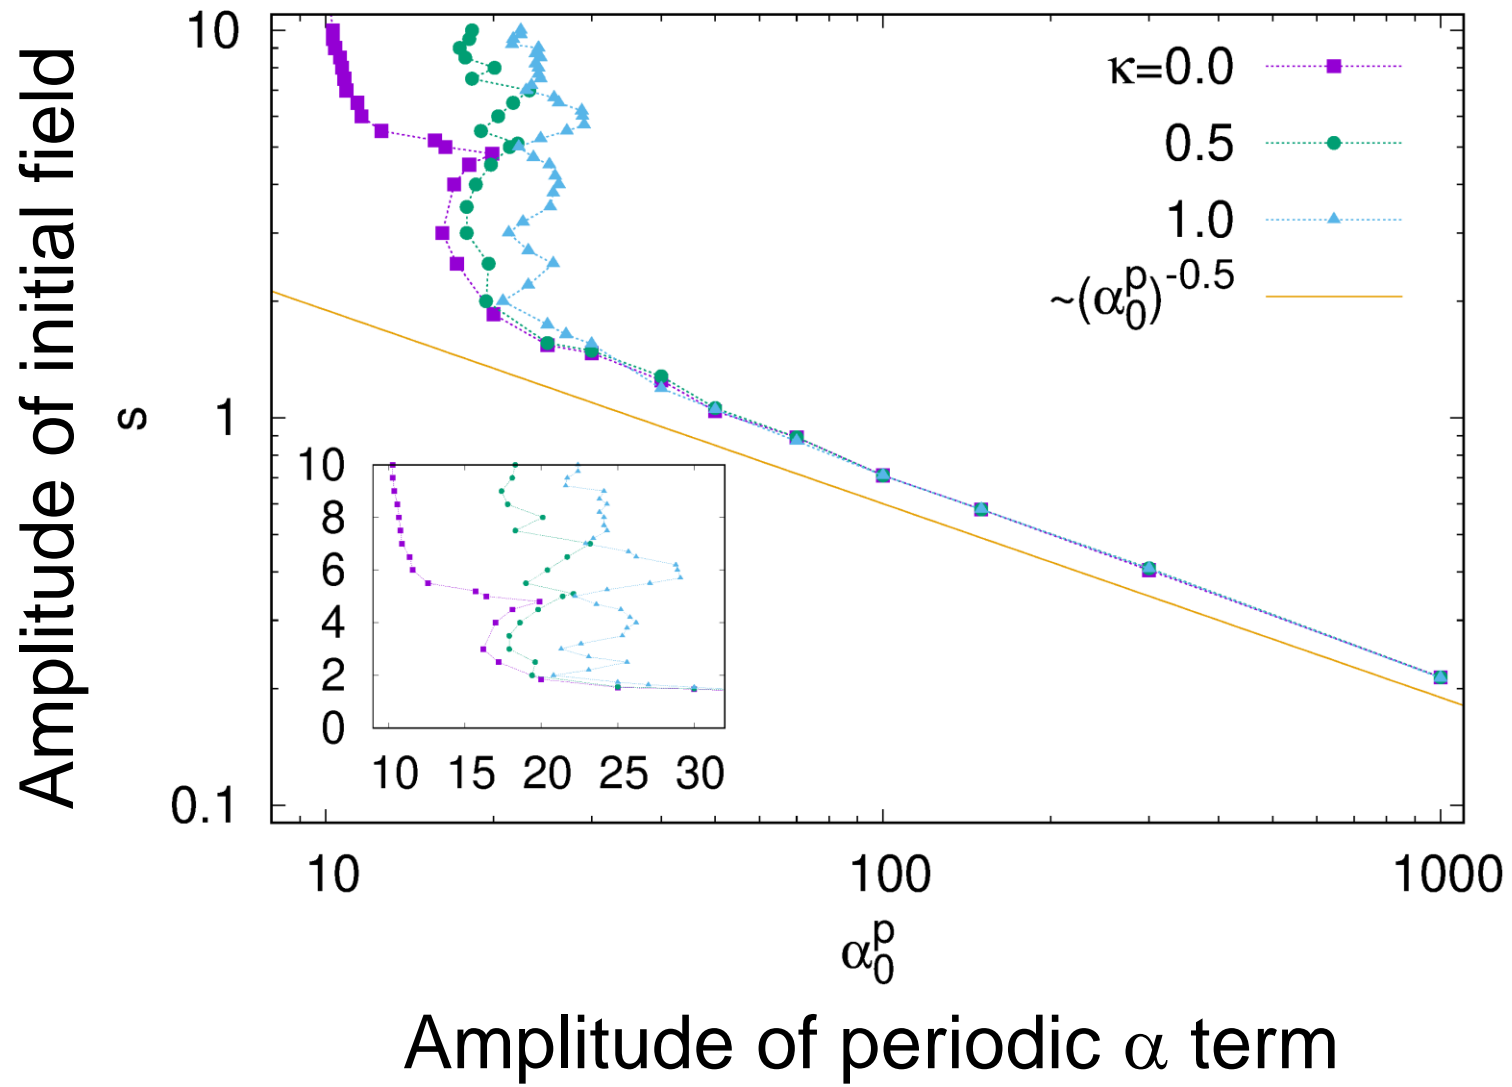 Amplitude of initial field
s
10
1
0.1
κ=0.0
0.5
1.0
~(α₀ᵖ)⁻⁰·⁵
10
8
6
4
2
0
10 15 20 25 30
10 100 1000
α₀ᵖ
Amplitude of periodic α term